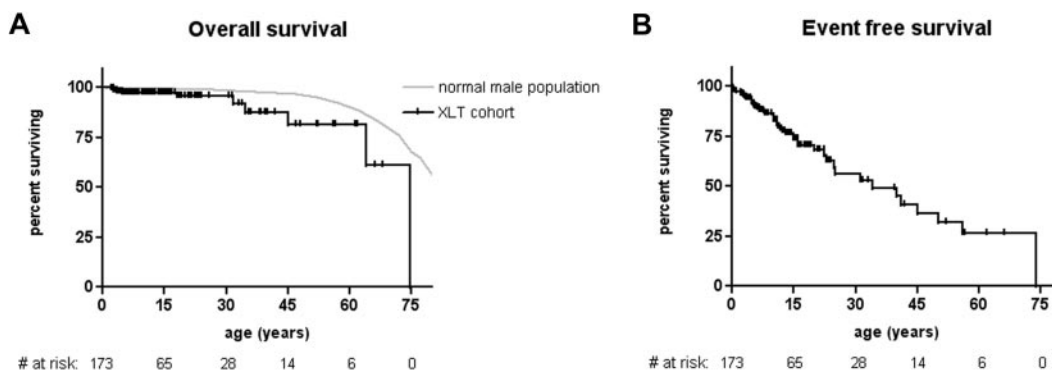 A
Overall survival
percent surviving
100
75
50
25
0
0 15 30 45 60 75
age (years)
# at risk: 173 65 28 14 6 0
normal male population
XLT cohort
B
Event free survival
percent surviving
100
75
50
25
0
0 15 30 45 60 75
age (years)
# at risk: 173 65 28 14 6 0